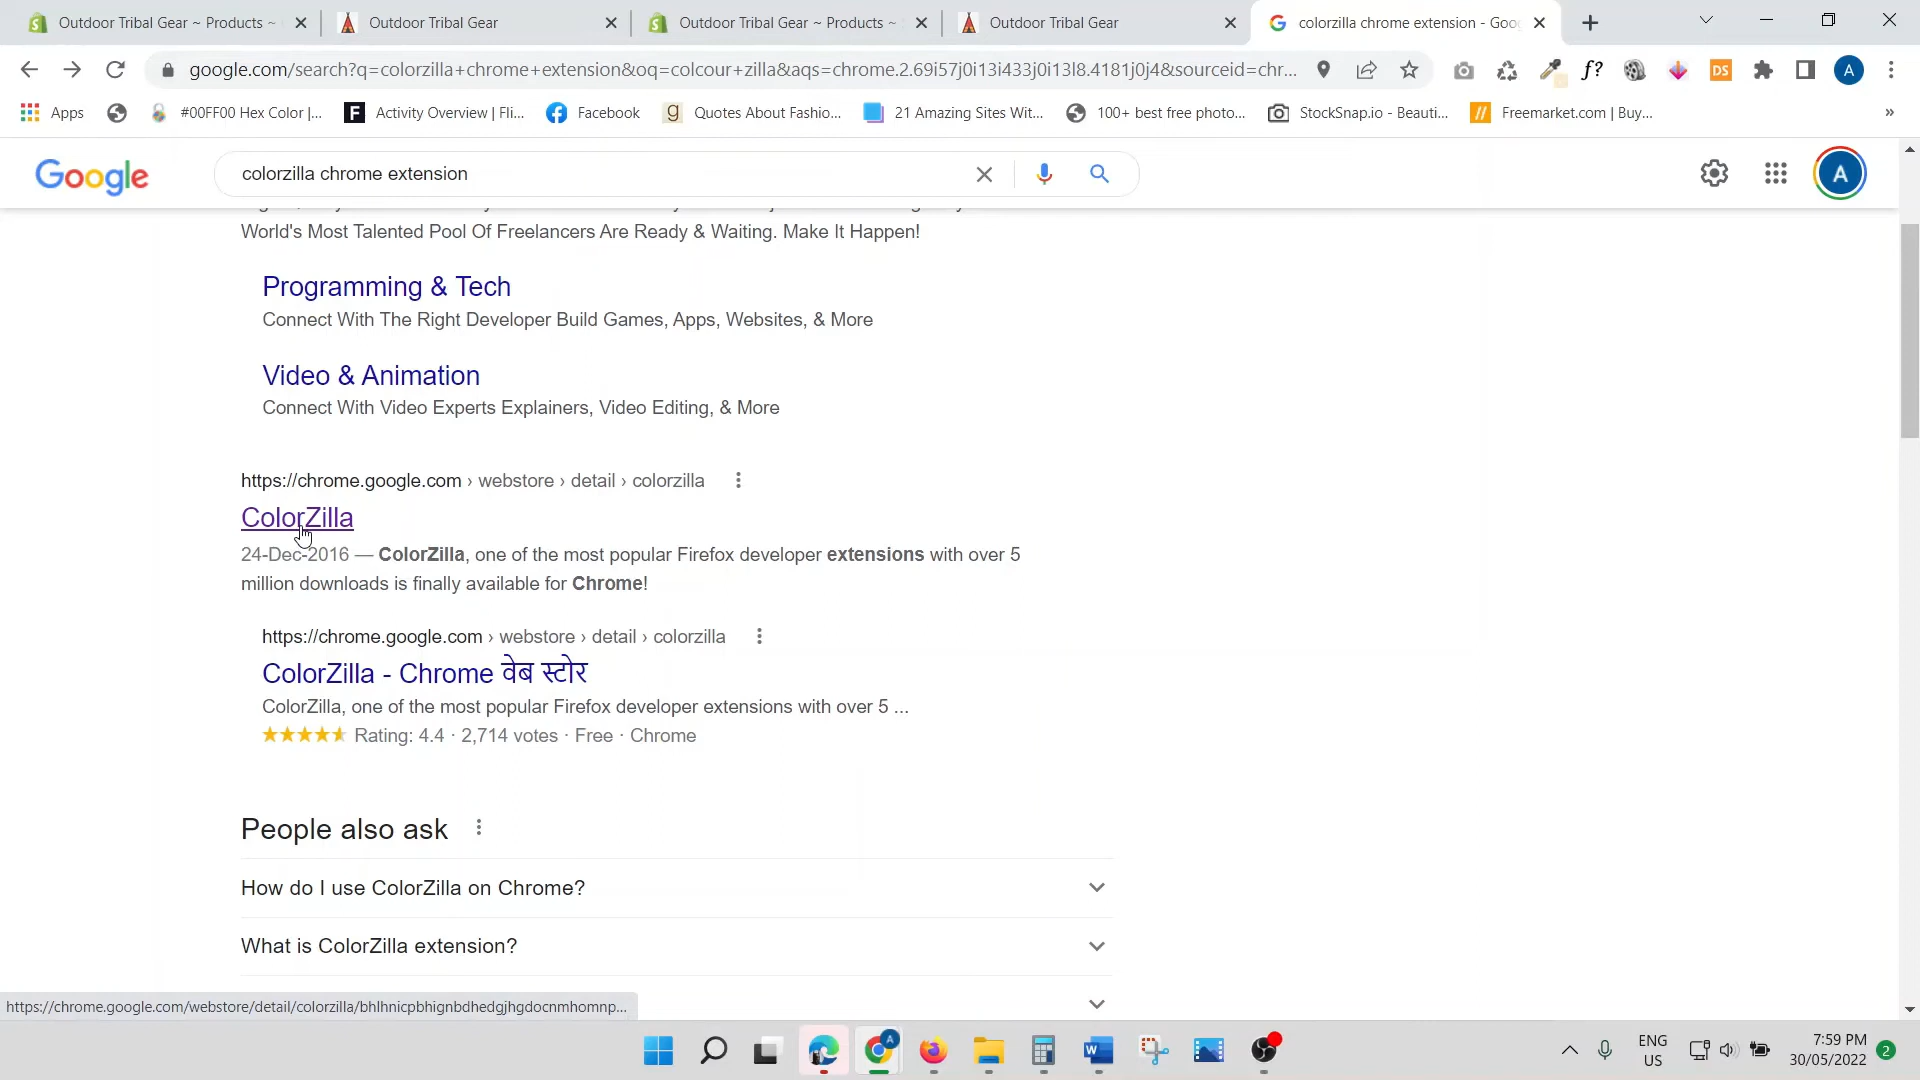 Outdoor Tribal Gear ~ Products ~
Outdoor Tribal Gear
Outdoor Tribal Gear ~ Products ~
Outdoor Tribal Gear
colorzilla chrome extension - Goo
google.com/search?q=colorzilla+chrome+extension&oq=colcour+zilla&aqs=chrome.2.69i57j0i13i433j0i13l8.4181j0j4&sourceid=chr...
f?
DS
A
Apps
#00FF00 Hex Color |...
F
Activity Overview | Fli...
Facebook
g
Quotes About Fashio...
21 Amazing Sites Wit...
100+ best free photo...
StockSnap.io - Beauti...
Freemarket.com | Buy...
»
Google
colorzilla chrome extension
A
World's Most Talented Pool Of Freelancers Are Ready & Waiting. Make It Happen!
Programming & Tech
Connect With The Right Developer Build Games, Apps, Websites, & More
Video & Animation
Connect With Video Experts Explainers, Video Editing, & More
https://chrome.google.com › webstore › detail › colorzilla
ColorZilla
24-Dec-2016 — ColorZilla, one of the most popular Firefox developer extensions with over 5
million downloads is finally available for Chrome!
https://chrome.google.com › webstore › detail › colorzilla
ColorZilla - Chrome वेब स्टोर
ColorZilla, one of the most popular Firefox developer extensions with over 5 ...
Rating: 4.4 · 2,714 votes · Free · Chrome
People also ask
How do I use ColorZilla on Chrome?
What is ColorZilla extension?
https://chrome.google.com/webstore/detail/colorzilla/bhlhnicpbhignbdhedgjhgdocnmhomnp...
A
W
ENG
US
7:59 PM
30/05/2022
2